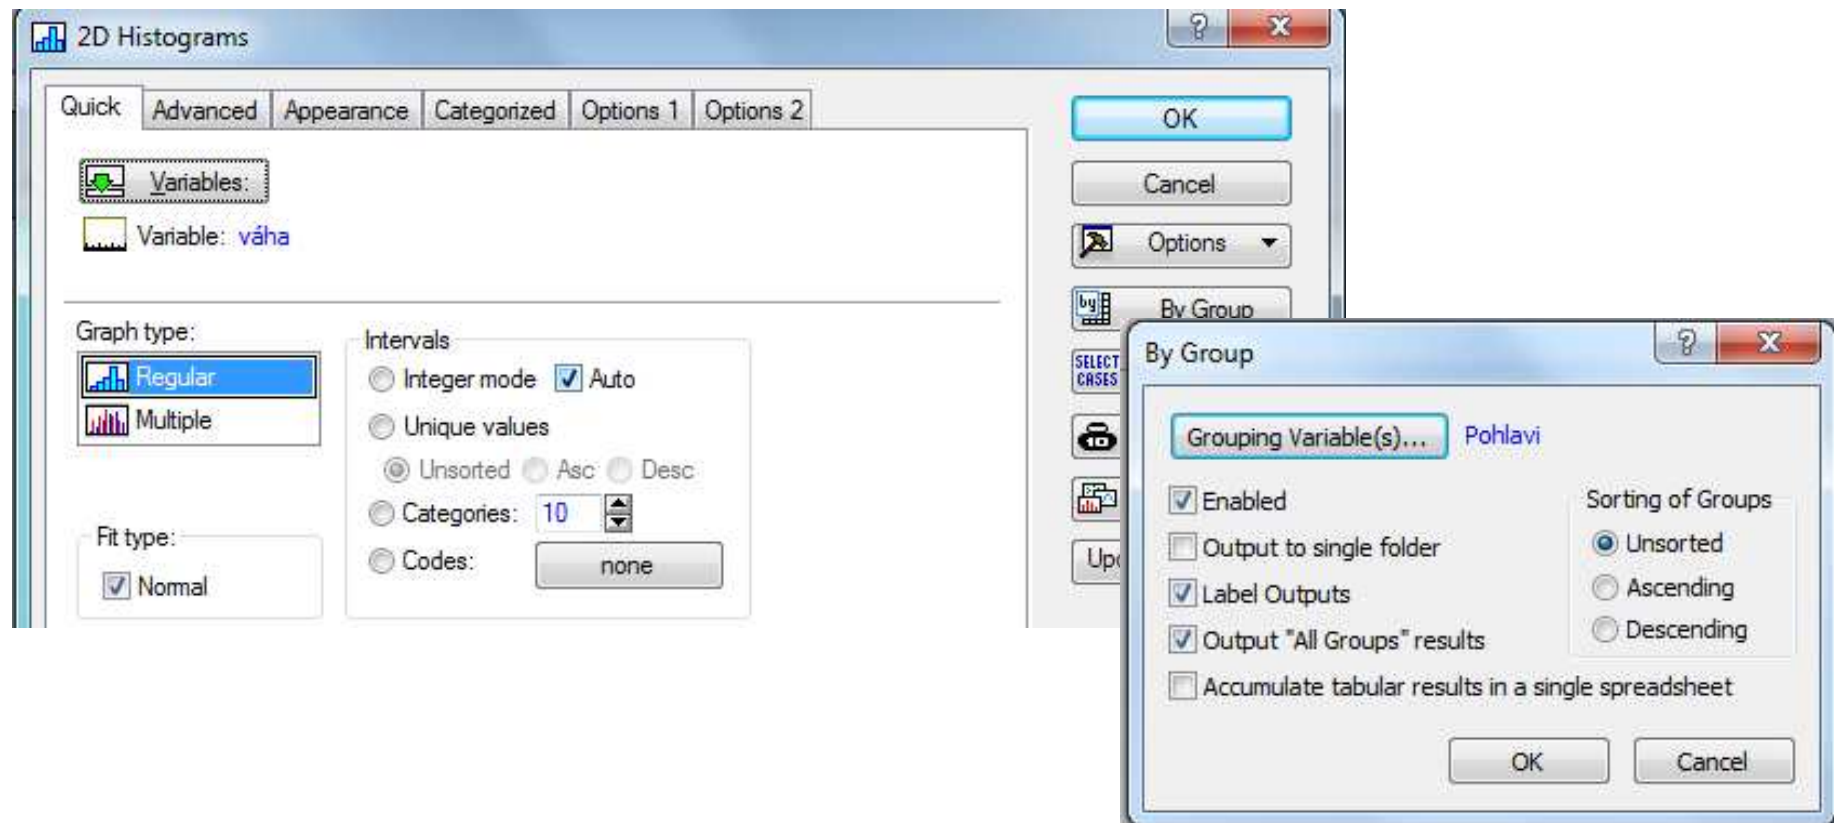 2D Histograms
Quick Advanced Appearance Categorized Options 1 Options 2
Variables:
Variable: váha
Graph type:
Regular
Multiple
Fit type:
Normal
Intervals
Integer mode Auto
Unique values
Unsorted Asc Desc
Categories: 10
Codes: none
OK
Cancel
Options
by By Group
SELECT
CASES
By Group
Grouping Variable(s)... Pohlavi
Enabled
Output to single folder
Label Outputs
Output "All Groups" results
Accumulate tabular results in a single spreadsheet
Sorting of Groups
Unsorted
Ascending
Descending
OK Cancel